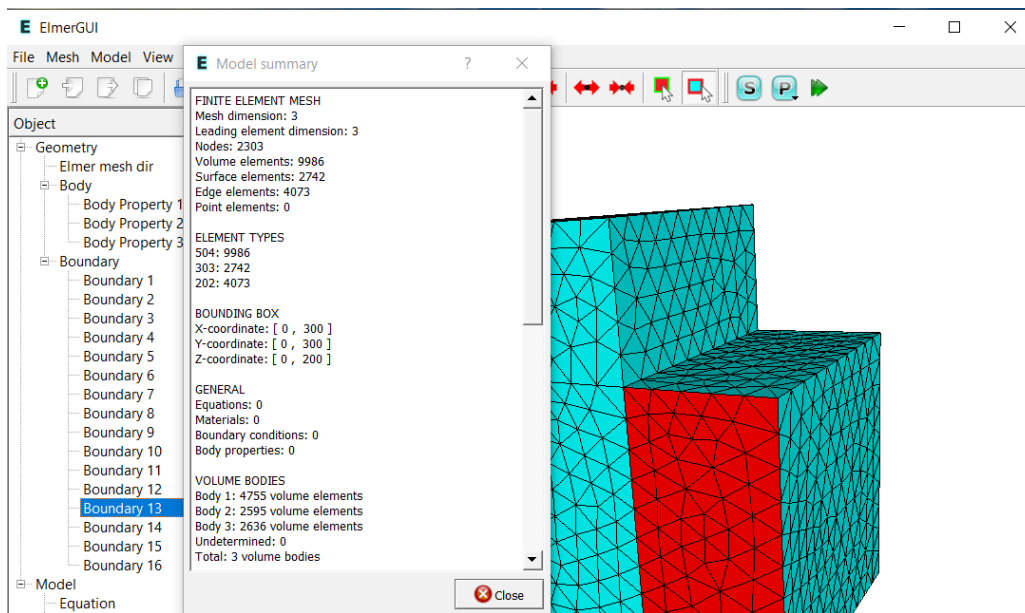 ElmerGUI
File Mesh Model View
Model summary
?
S
P
Object
Geometry
Elmer mesh dir
Body
Body Property 1
Body Property 2
Body Property 3
Boundary
Boundary 1
Boundary 2
Boundary 3
Boundary 4
Boundary 5
Boundary 6
Boundary 7
Boundary 8
Boundary 9
Boundary 10
Boundary 11
Boundary 12
Boundary 13
Boundary 14
Boundary 15
Boundary 16
Model
Equation
FINITE ELEMENT MESH
Mesh dimension: 3
Leading element dimension: 3
Nodes: 2303
Volume elements: 9986
Surface elements: 2742
Edge elements: 4073
Point elements: 0
ELEMENT TYPES
504: 9986
303: 2742
202: 4073
BOUNDING BOX
X-coordinate: [ 0 , 300 ]
Y-coordinate: [ 0 , 300 ]
Z-coordinate: [ 0 , 200 ]
GENERAL
Equations: 0
Materials: 0
Boundary conditions: 0
Body properties: 0
VOLUME BODIES
Body 1: 4755 volume elements
Body 2: 2595 volume elements
Body 3: 2636 volume elements
Undetermined: 0
Total: 3 volume bodies
Close